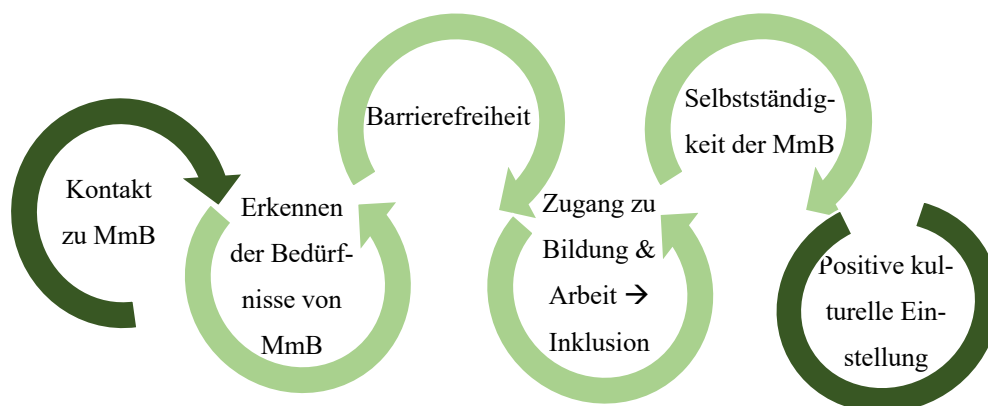 Kontakt
zu MmB
Erkennen
der Bedürf-
nisse von
MmB
Barrierefreiheit
Zugang zu
Bildung &
Arbeit →
Inklusion
Selbstständig-
keit der MmB
Positive kul-
turelle Ein-
stellung